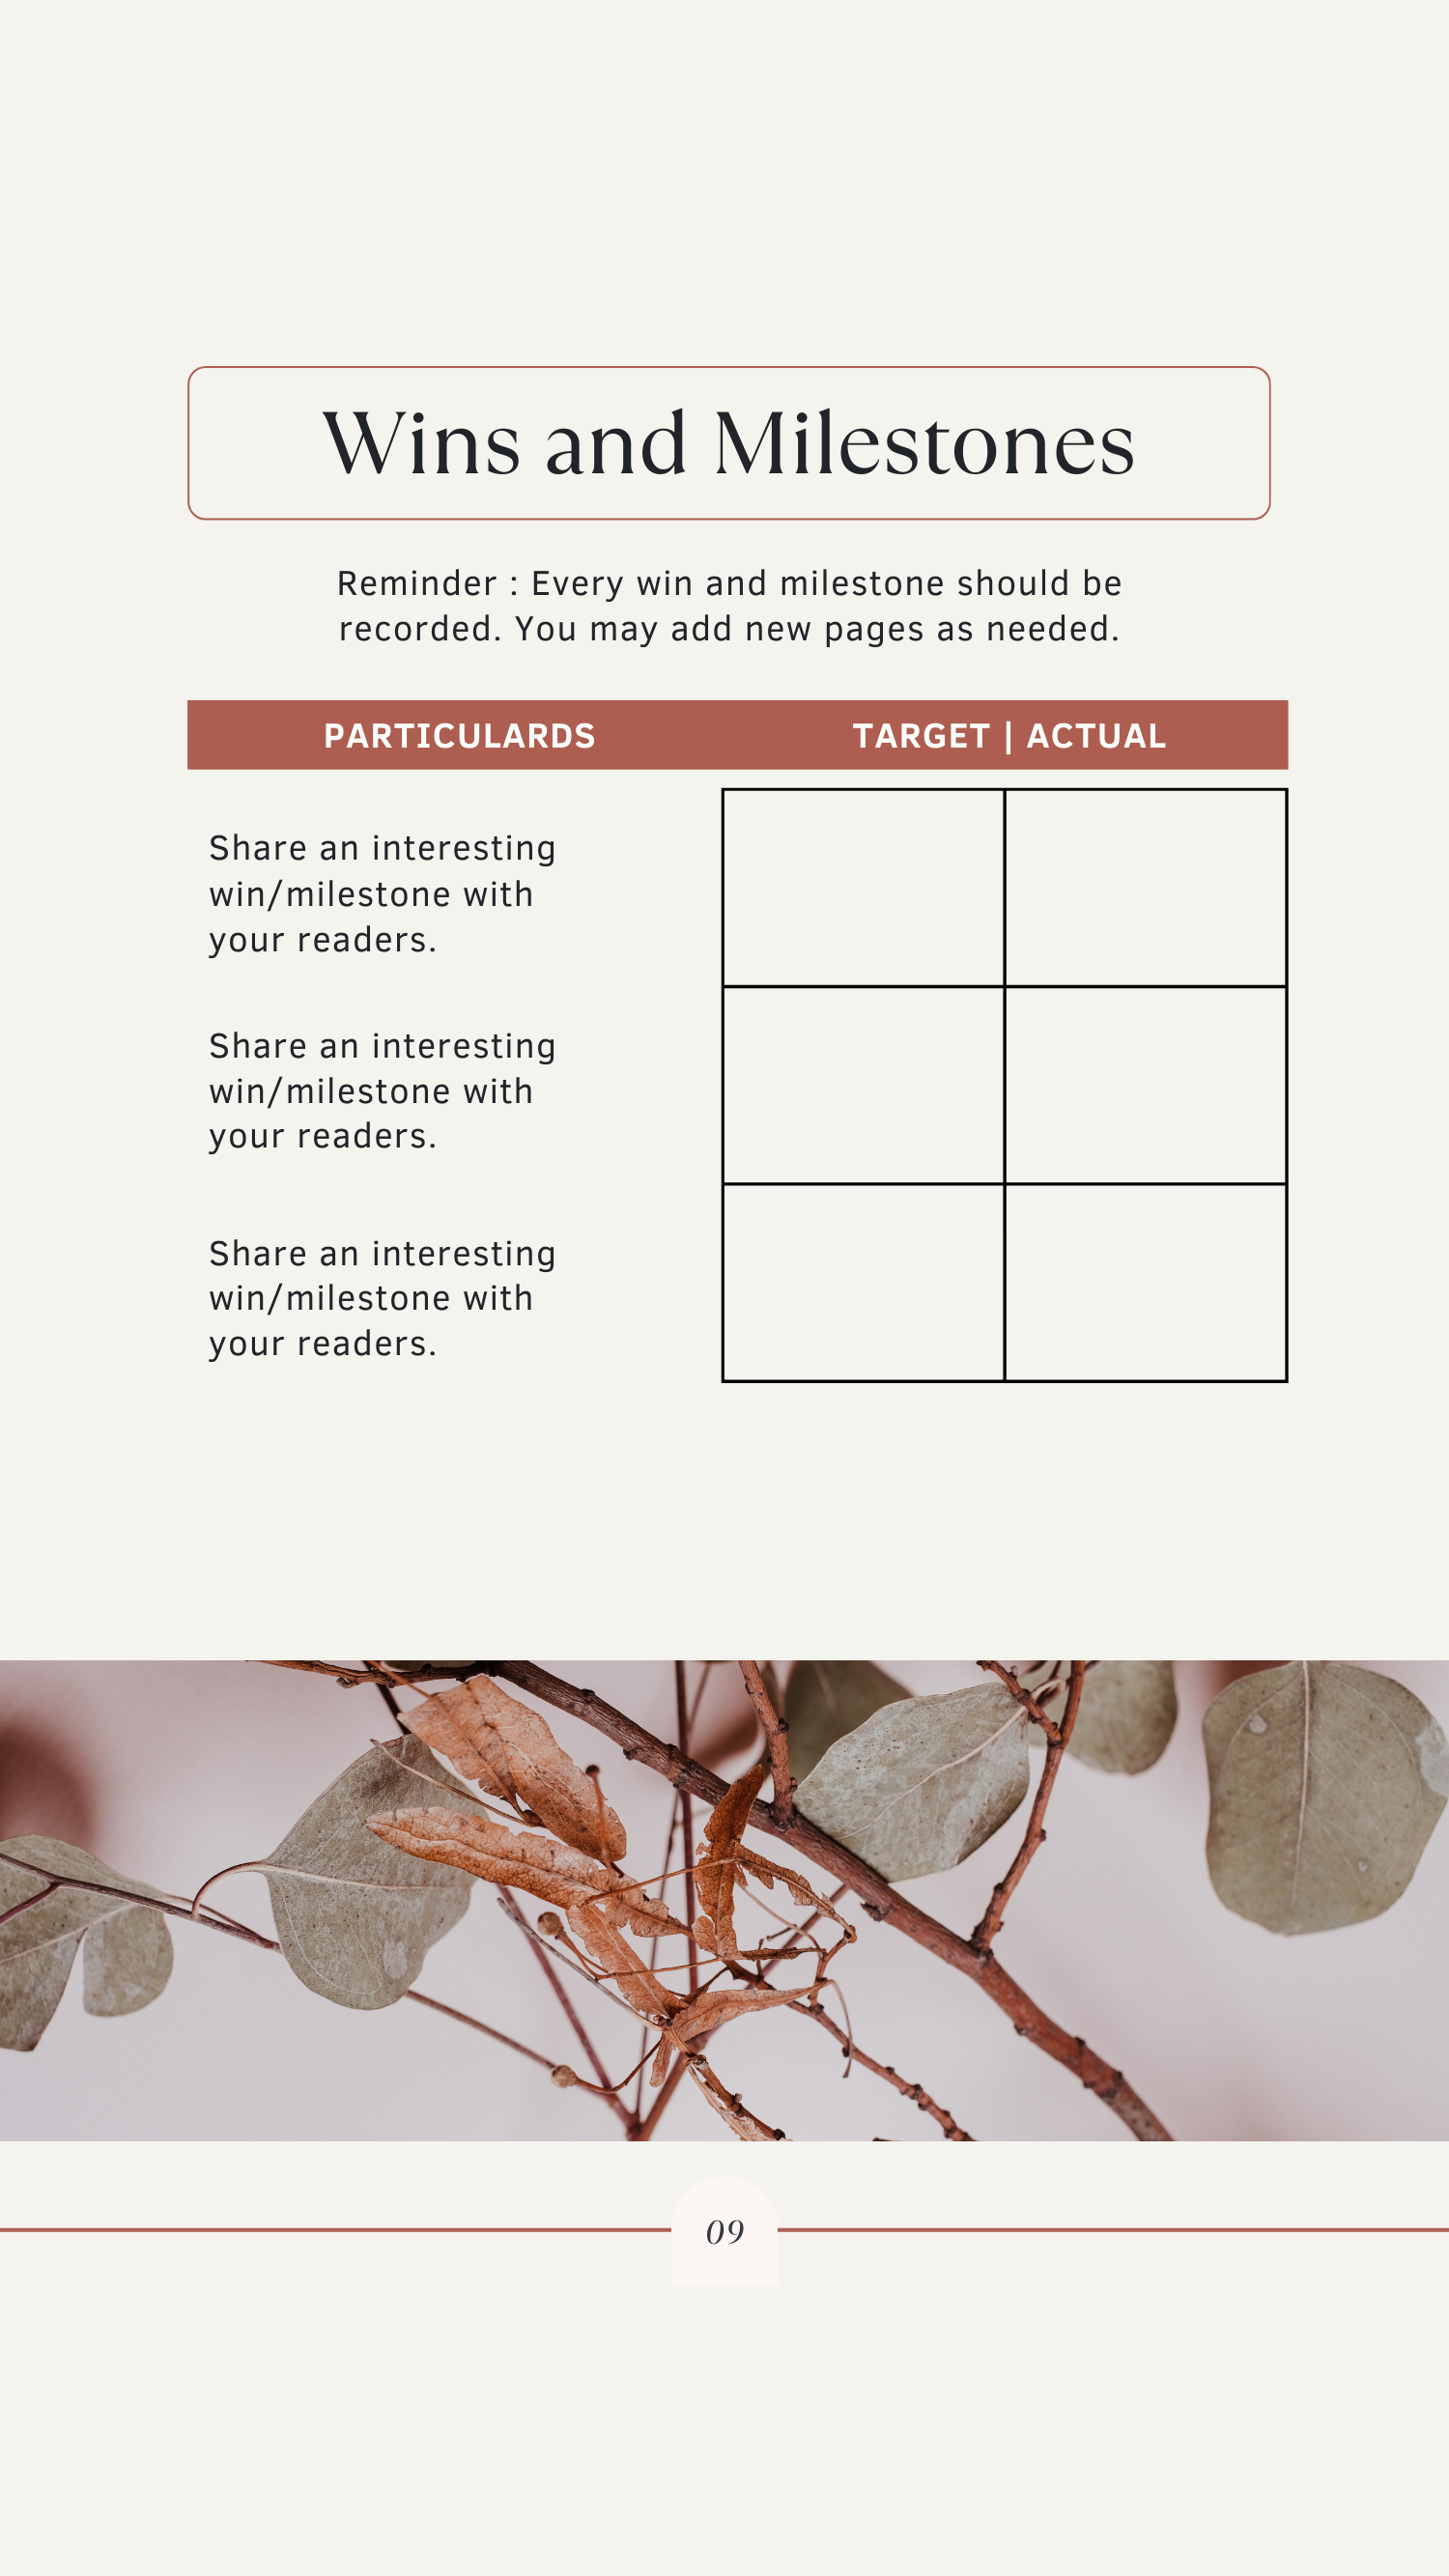 Wins and Milestones
Reminder : Every win and milestone should be
recorded. You may add new pages as needed.
PARTICULARDS
TARGET | ACTUAL
Share an interesting
win/milestone with
your readers.
Share an interesting
win/milestone with
your readers.
Share an interesting
win/milestone with
your readers.
09